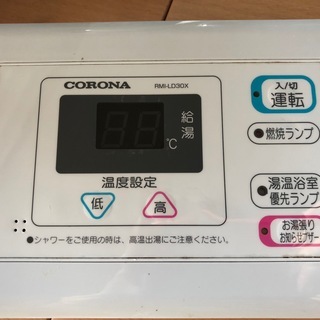 CORONA RMI-LD30X
給湯
℃
温度設定
低 高
入/切
運転
燃焼ランプ
湯温浴室
優先ランプ
お湯張り
お知らせブザー
●シャワーをご使用の時は、高温出湯にご注意ください。